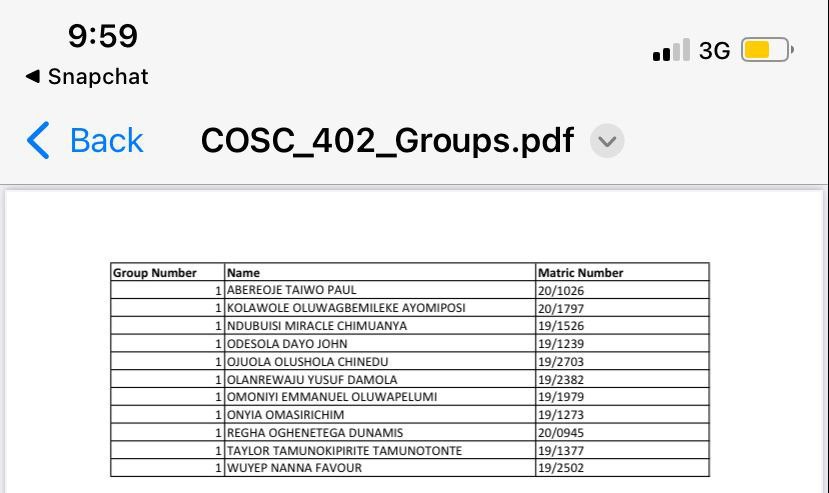 9:59
3G
◀ Snapchat
Back COSC_402_Groups.pdf
Group Number Name Matric Number
1 ABEREOJE TAIWO PAUL 20/1026
1 KOLAWOLE OLUWAGBEMILEKE AYOMIPOSI 20/1797
1 NDUBUISI MIRACLE CHIMUANYA 19/1526
1 ODESOLA DAYO JOHN 19/1239
1 OJUOLA OLUSHOLA CHINEDU 19/2703
1 OLANREWAJU YUSUF DAMOLA 19/2382
1 OMONIYI EMMANUEL OLUWAPELUMI 19/1979
1 ONYIA OMASIRICHIM 19/1273
1 REGHA OGHENETEGA DUNAMIS 20/0945
1 TAYLOR TAMUNOKIPIRITE TAMUNOTONTE 19/1377
1 WUYEP NANNA FAVOUR 19/2502